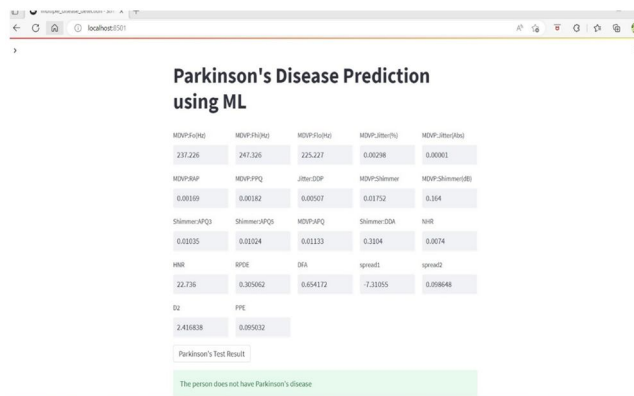 localhost:8501
Parkinson's Disease Prediction
using ML
MDVP:Fo(Hz) MDVP:Fhi(Hz) MDVP:Flo(Hz) MDVP:Jitter(%) MDVP:Jitter(Abs)
237.226 247.326 225.227 0.00298 0.00001
MDVP:RAP MDVP:PPQ Jitter:DDP MDVP:Shimmer MDVP:Shimmer(dB)
0.00169 0.00182 0.00507 0.01752 0.164
Shimmer:APQ3 Shimmer:APQ5 MDVP:APQ Shimmer:DDA NHR
0.01035 0.01024 0.01133 0.3104 0.0074
HNR RPDE DFA spread1 spread2
22.736 0.305062 0.654172 -7.31055 0.098648
D2 PPE
2.416838 0.095032
Parkinson's Test Result
The person does not have Parkinson's disease